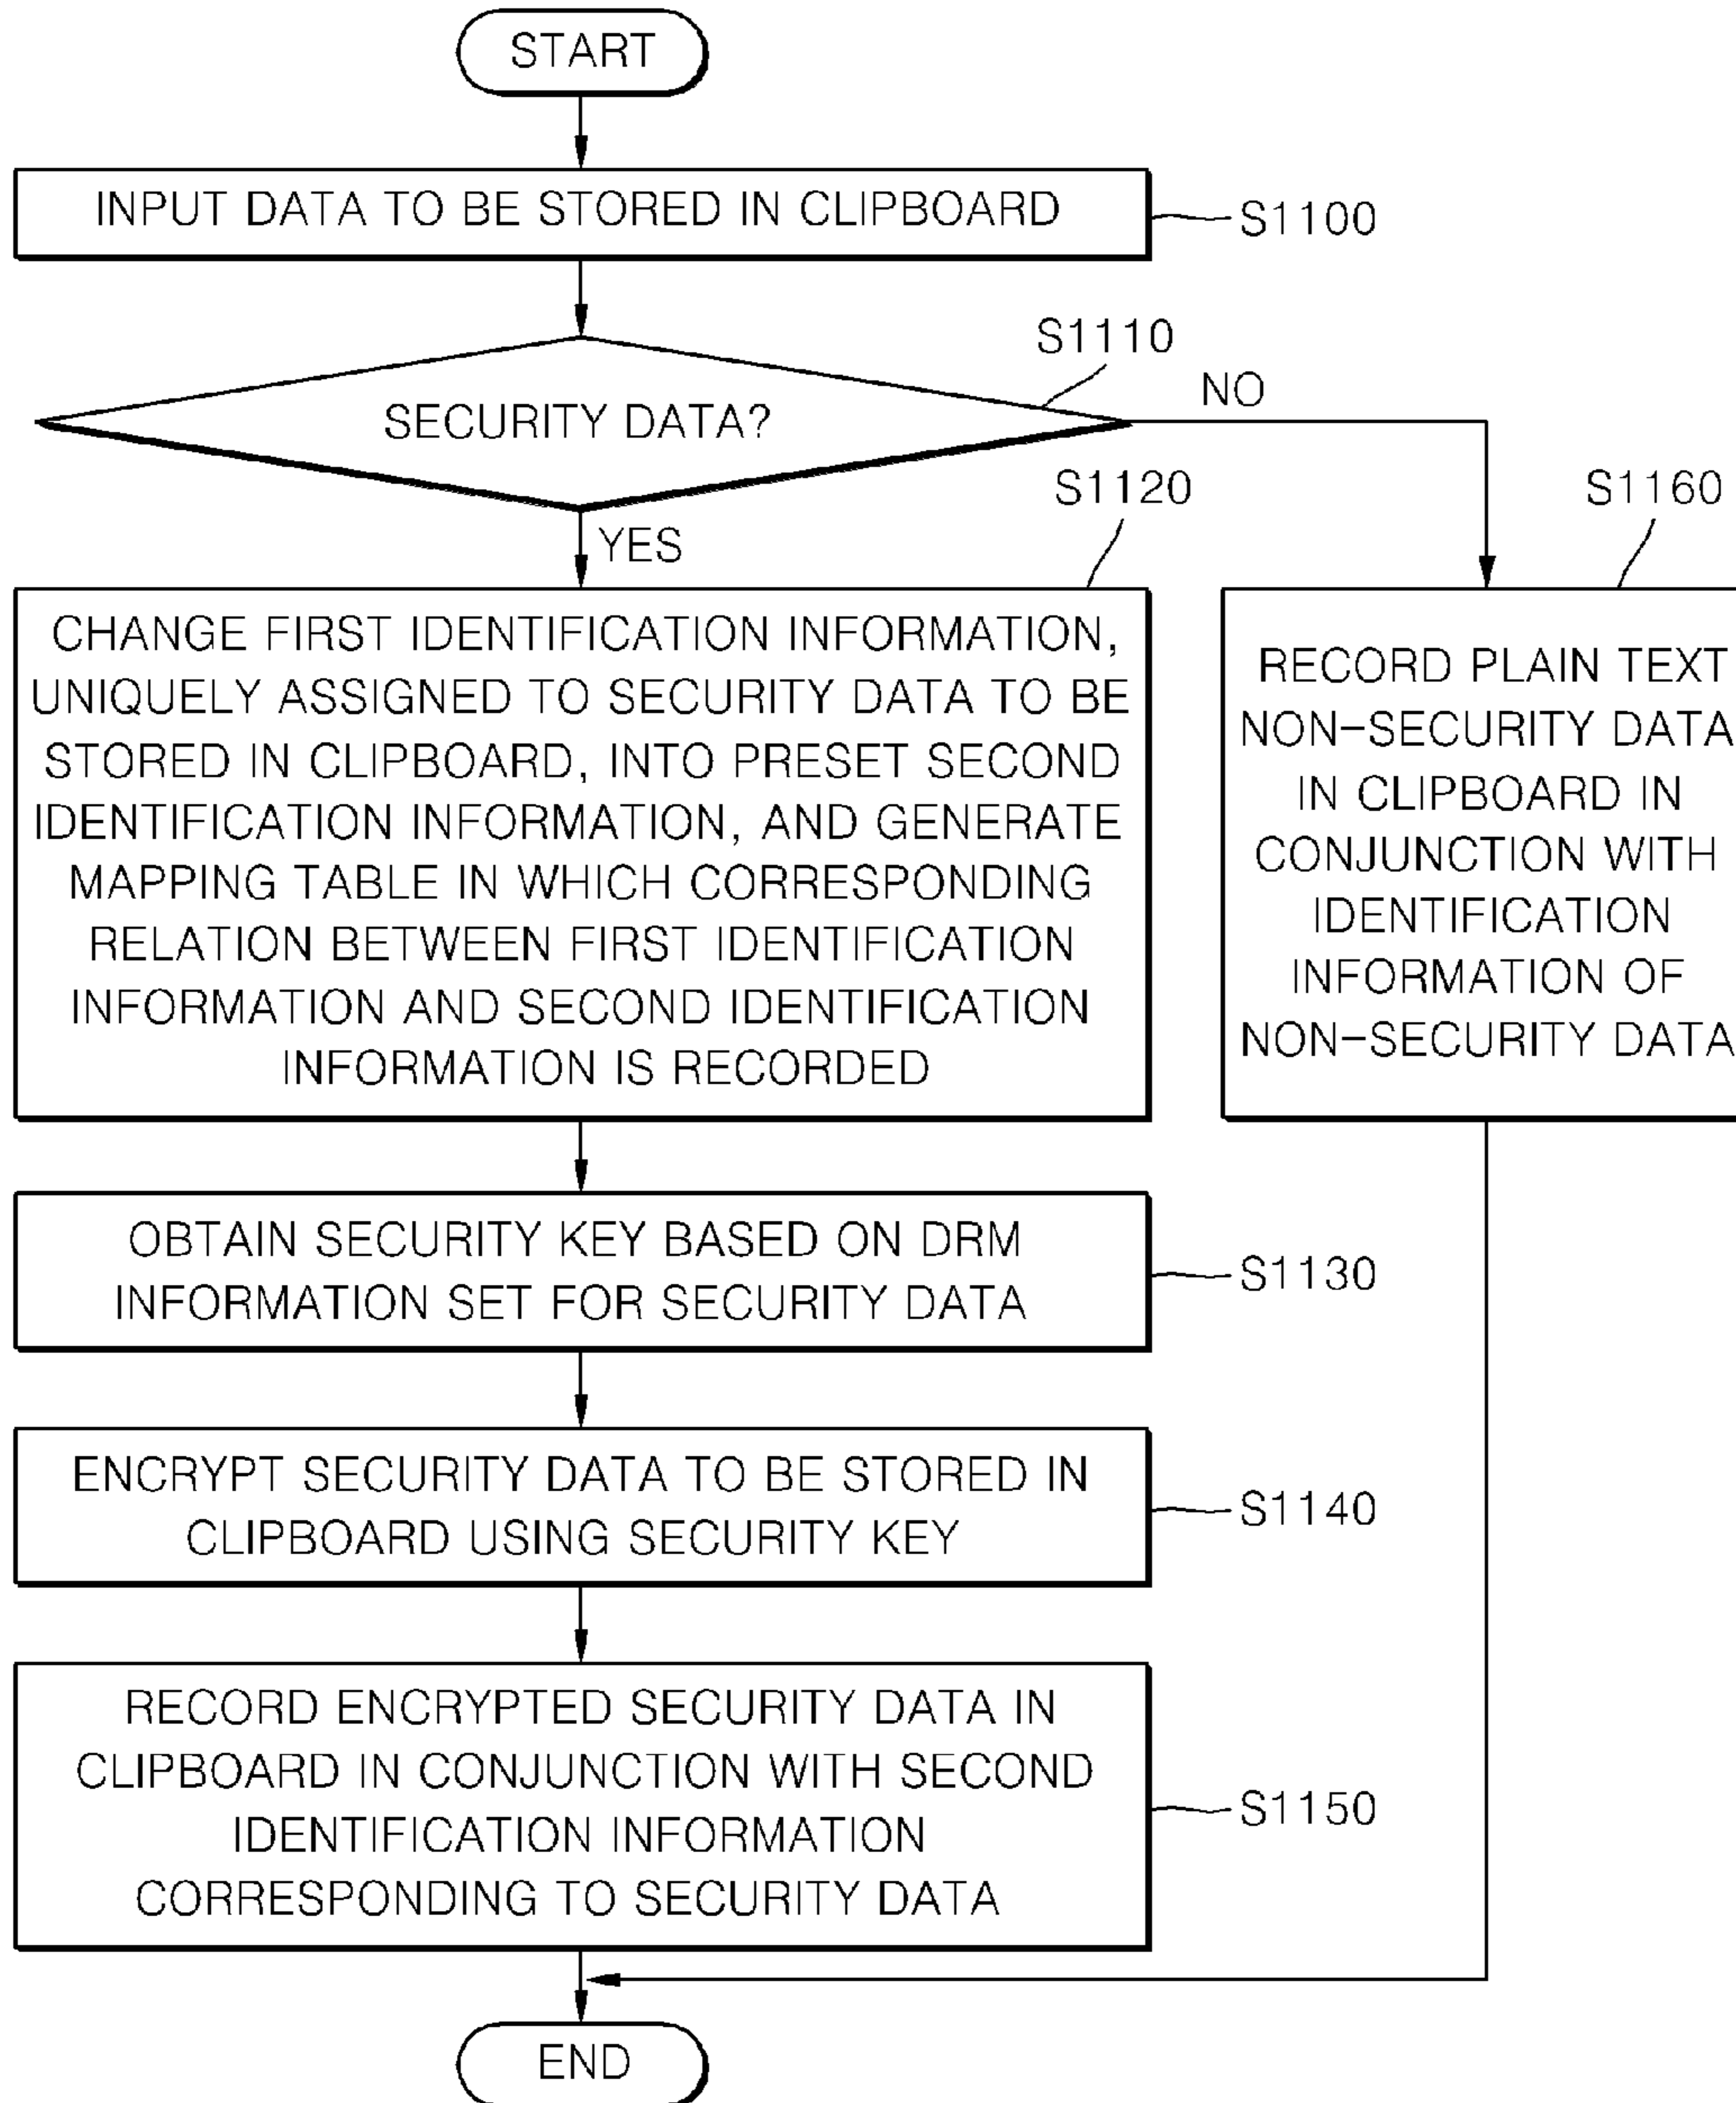 START
INPUT DATA TO BE STORED IN CLIPBOARD
S1100
S1110
SECURITY DATA?
NO
YES
S1120
S1160
CHANGE FIRST IDENTIFICATION INFORMATION,
UNIQUELY ASSIGNED TO SECURITY DATA TO BE
STORED IN CLIPBOARD, INTO PRESET SECOND
IDENTIFICATION INFORMATION, AND GENERATE
MAPPING TABLE IN WHICH CORRESPONDING
RELATION BETWEEN FIRST IDENTIFICATION
INFORMATION AND SECOND IDENTIFICATION
INFORMATION IS RECORDED
RECORD PLAIN TEXT
NON-SECURITY DATA
IN CLIPBOARD IN
CONJUNCTION WITH
IDENTIFICATION
INFORMATION OF
NON-SECURITY DATA
OBTAIN SECURITY KEY BASED ON DRM
INFORMATION SET FOR SECURITY DATA
S1130
ENCRYPT SECURITY DATA TO BE STORED IN
CLIPBOARD USING SECURITY KEY
S1140
RECORD ENCRYPTED SECURITY DATA IN
CLIPBOARD IN CONJUNCTION WITH SECOND
IDENTIFICATION INFORMATION
CORRESPONDING TO SECURITY DATA
S1150
END